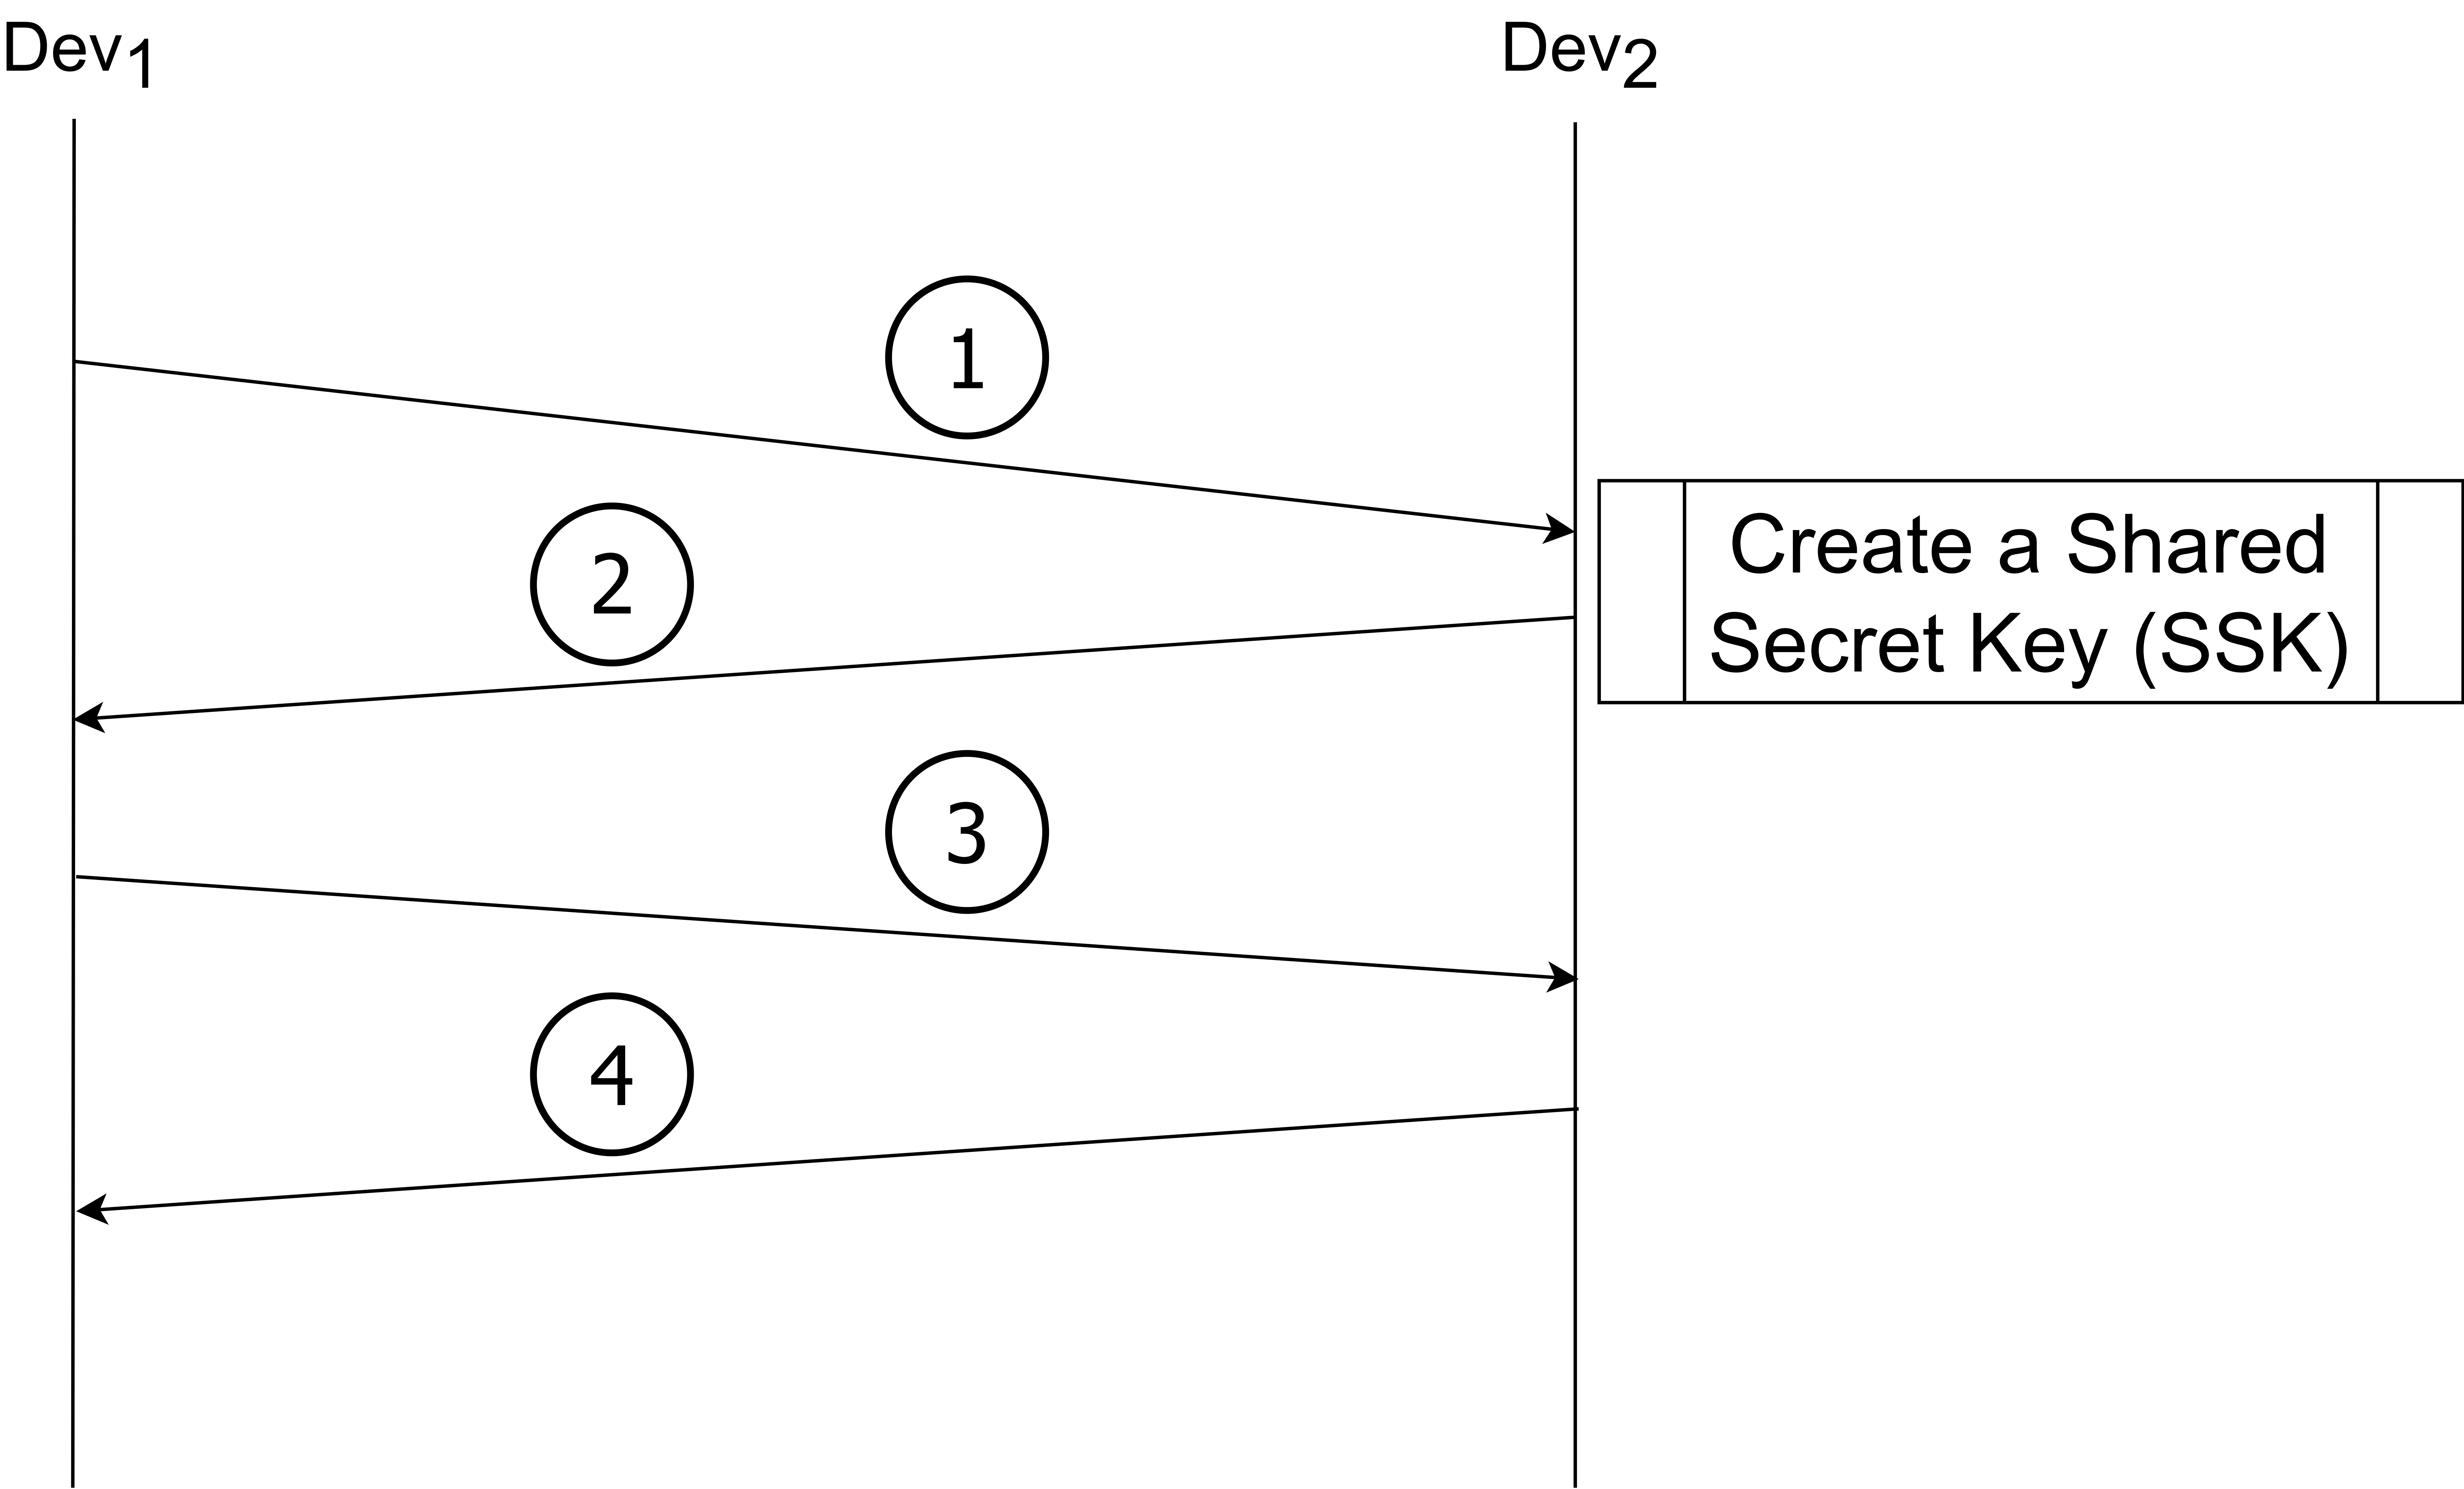 Dev1
Dev2
1
2
Create a Shared
Secret Key (SSK)
3
4